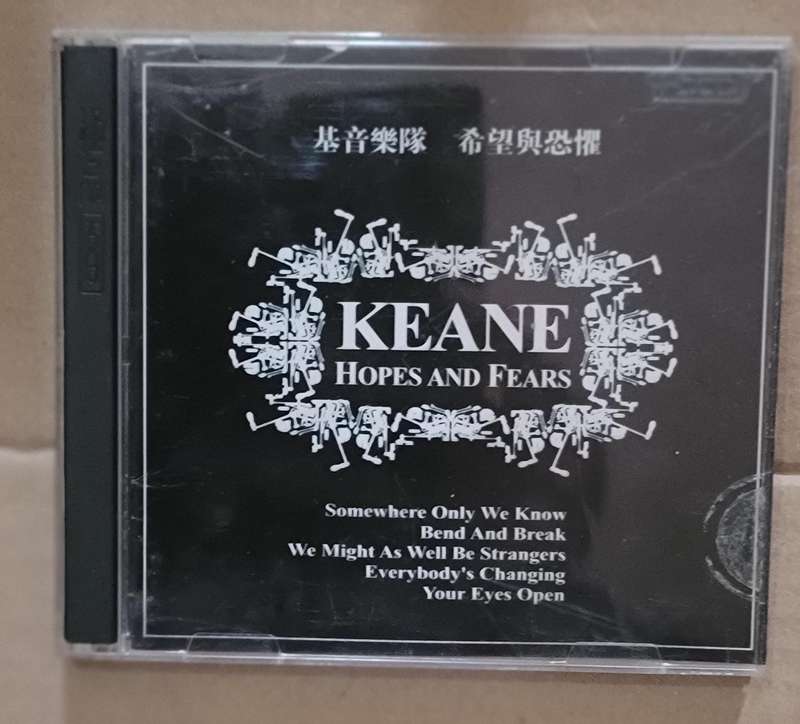 基音樂隊 希望與恐懼
KEANE
HOPES AND FEARS
Somewhere Only We Know
Bend And Break
We Might As Well Be Strangers
Everybody's Changing
Your Eyes Open